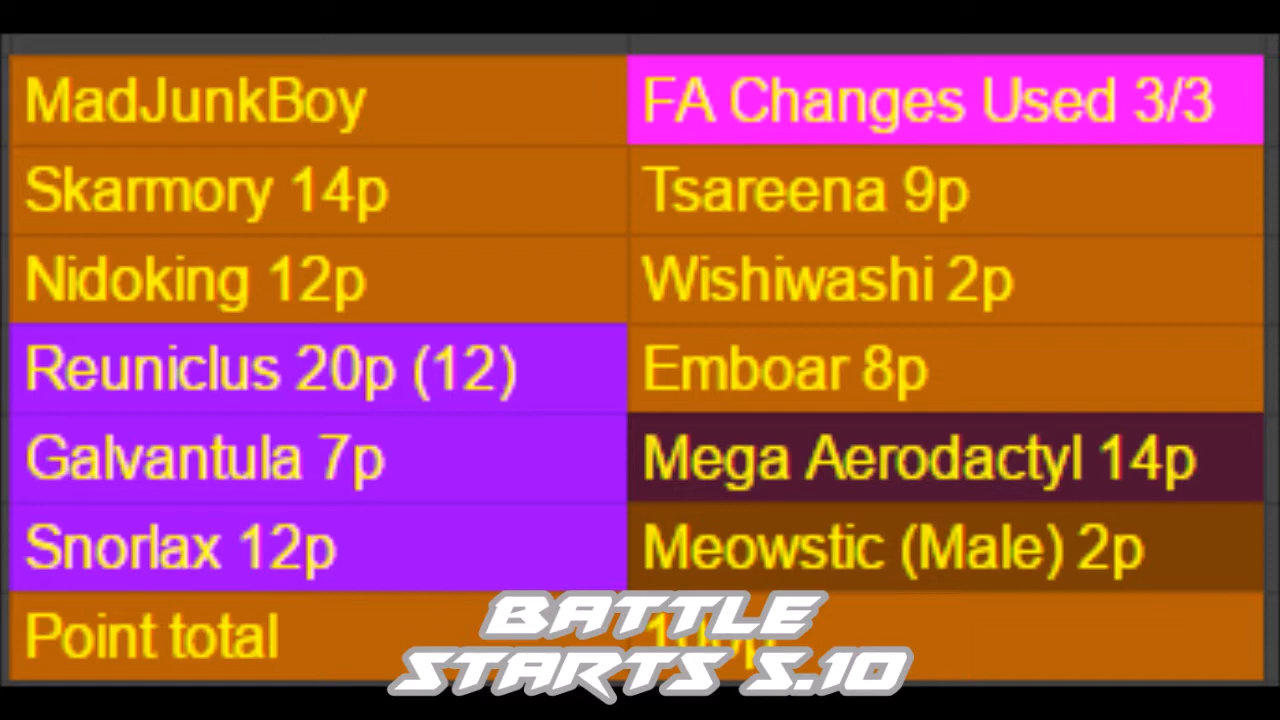 MadJunkBoy FA Changes Used 3/3
Skarmory 14p Tsareena 9p
Nidoking 12p Wishiwashi 2p
Reuniclus 20p (12) Emboar 8p
Galvantula 7p Mega Aerodactyl 14p
Snorlax 12p Meowstic (Male) 2p
Point total
BATTLE
STARTS 5.10